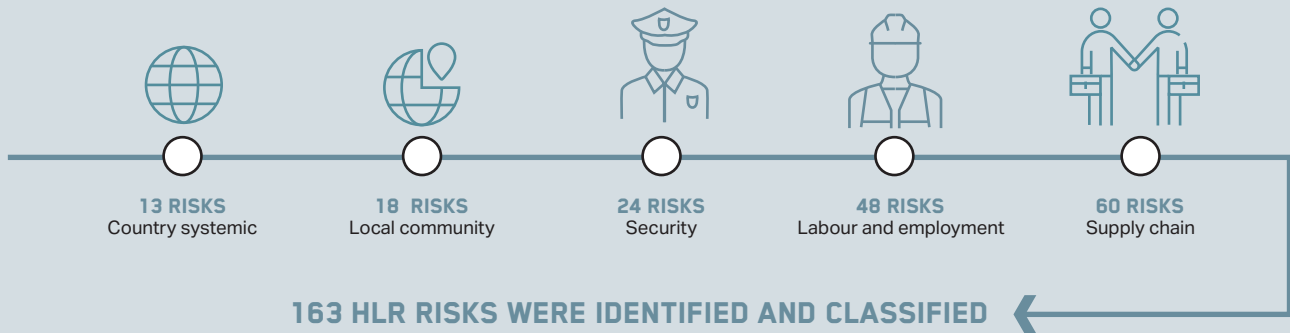 13 RISKS
Country systemic
18 RISKS
Local community
24 RISKS
Security
48 RISKS
Labour and employment
60 RISKS
Supply chain
163 HLR RISKS WERE IDENTIFIED AND CLASSIFIED